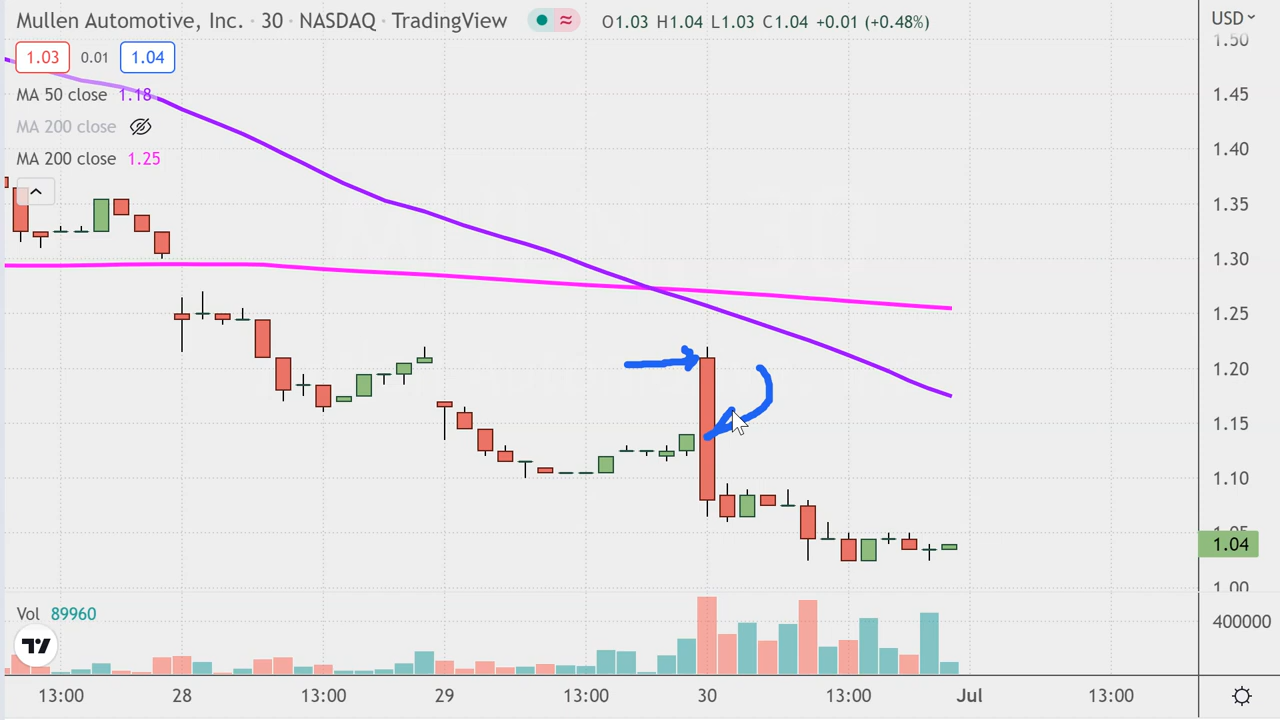 Mullen Automotive, Inc. · 30 · NASDAQ · TradingView O1.03 H1.04 L1.03 C1.04 +0.01 (+0.48%)
USD
1.03 0.01 1.04
MA 50 close 1.18
MA 200 close
MA 200 close 1.25
1.50
1.45
1.40
1.35
1.30
1.25
1.20
1.15
1.10
1.05
1.04
1.00
Vol 89960
400000
13:00 28 13:00 29 13:00 30 13:00 Jul 13:00